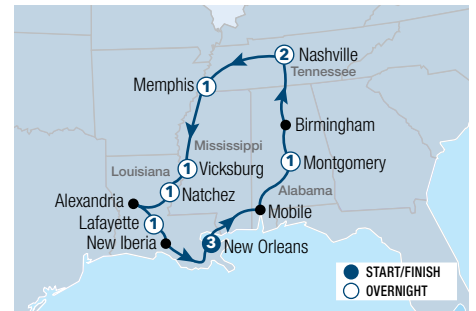 2 Nashville
Tennessee
Memphis 1
Birmingham
Mississippi
1 Vicksburg
1 Montgomery
Louisiana
1 Natchez
Alabama
Alexandria
Lafayette 1
Mobile
New Iberia
3 New Orleans
START/FINISH
OVERNIGHT